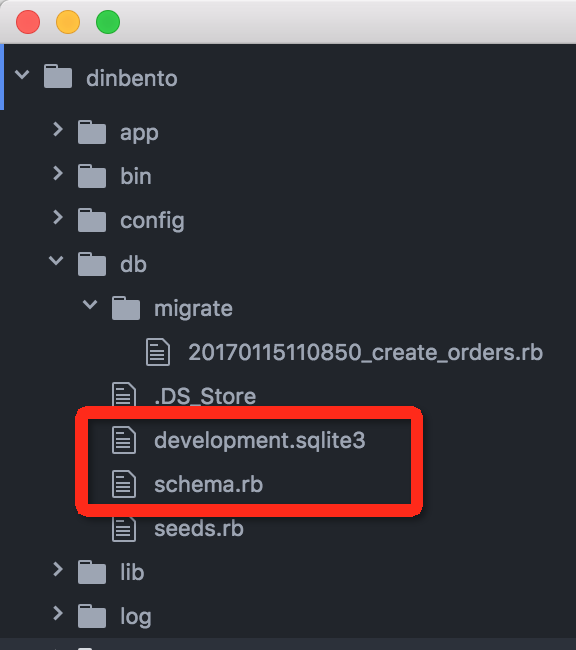 dinbento
app
bin
config
db
migrate
20170115110850_create_orders.rb
.DS_Store
development.sqlite3
schema.rb
seeds.rb
lib
log